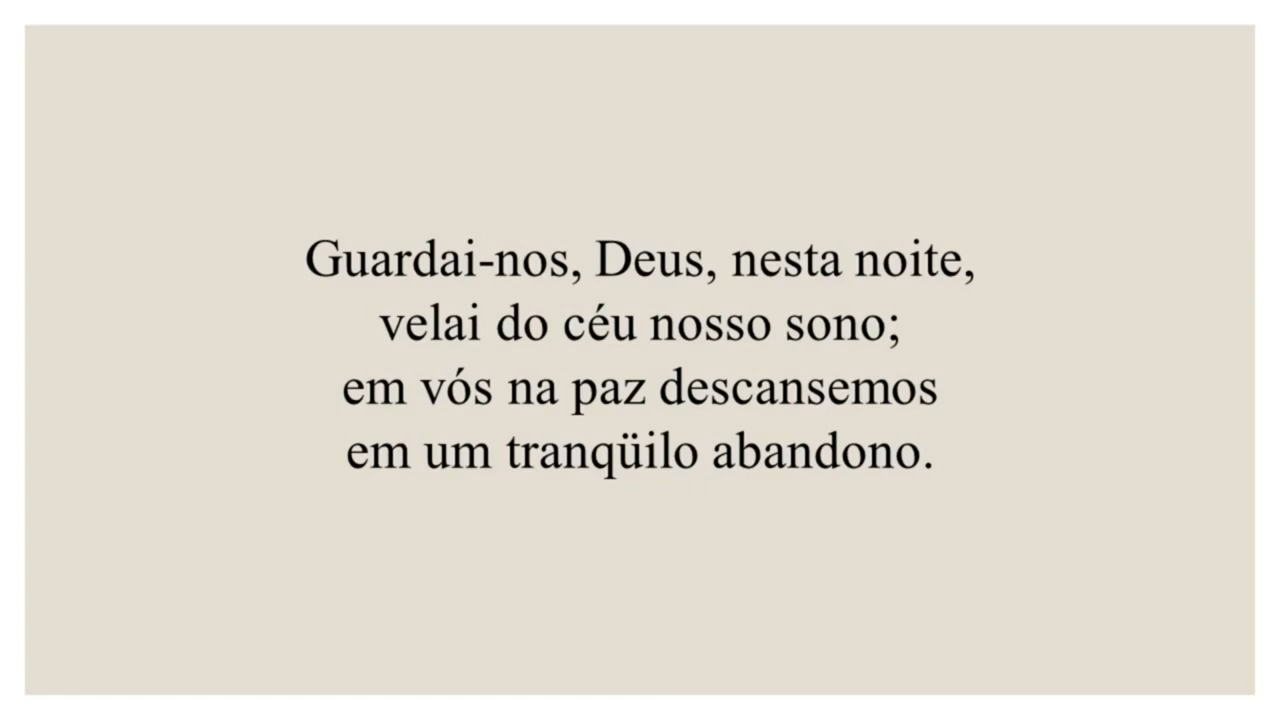 Guardai-nos, Deus, nesta noite,
velai do céu nosso sono;
em vós na paz descansemos
em um tranqüilo abandono.